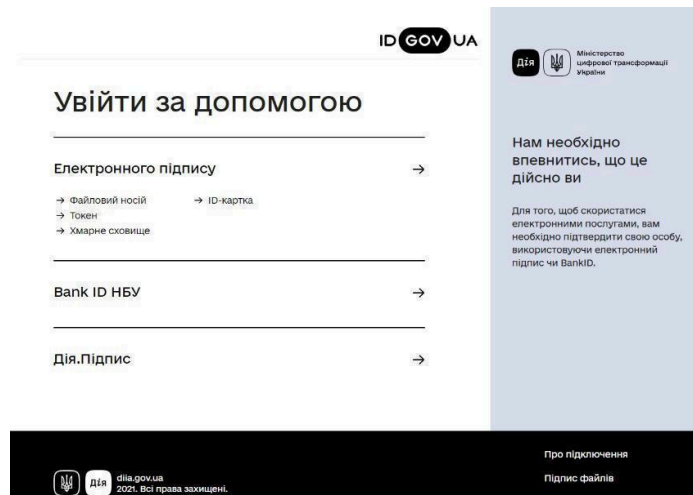 ID GOV UA
Увійти за допомогою
Електронного підпису →
→ Файловий носій → ID-картка
→ Токен
→ Хмарне сховище
Bank ID НБУ →
Дія.Підпис →
Дія
Міністерство
цифрової трансформації
України
Нам необхідно
впевнитись, що це
дійсно ви
Для того, щоб скористатися
електронними послугами, вам
необхідно підтвердити свою особу,
використовуючи електронний
підпис чи BankID.
Дія
diia.gov.ua
2021. Всі права захищені.
Про підключення
Підпис файлів